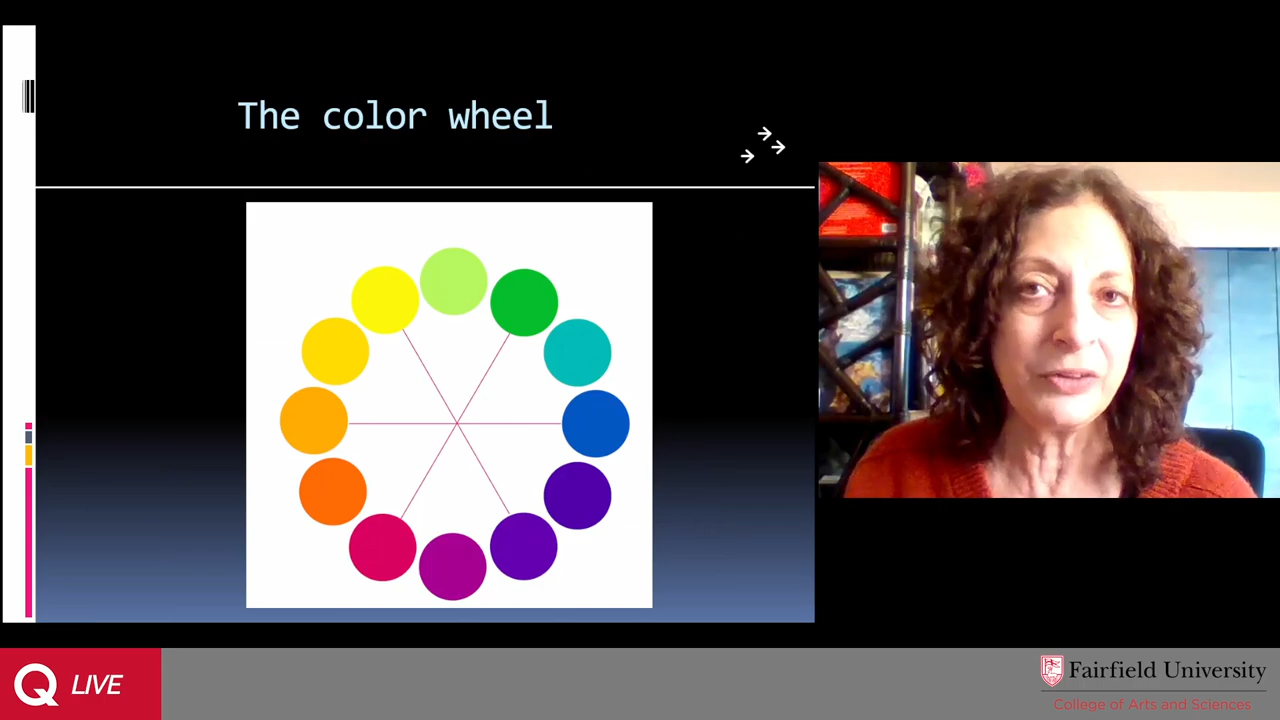 The color wheel
Q LIVE
Fairfield University
College of Arts and Sciences